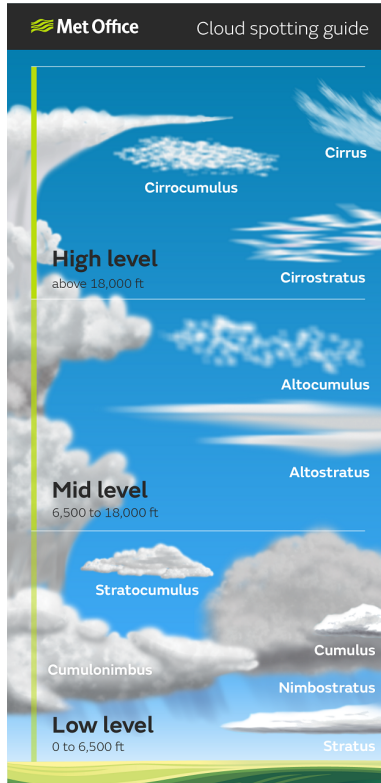 Met Office
Cloud spotting guide
Cirrus
Cirrocumulus
High level
above 18,000 ft
Cirrostratus
Altocumulus
Altostratus
Mid level
6,500 to 18,000 ft
Stratocumulus
Cumulus
Cumulonimbus
Nimbostratus
Low level
0 to 6,500 ft
Stratus